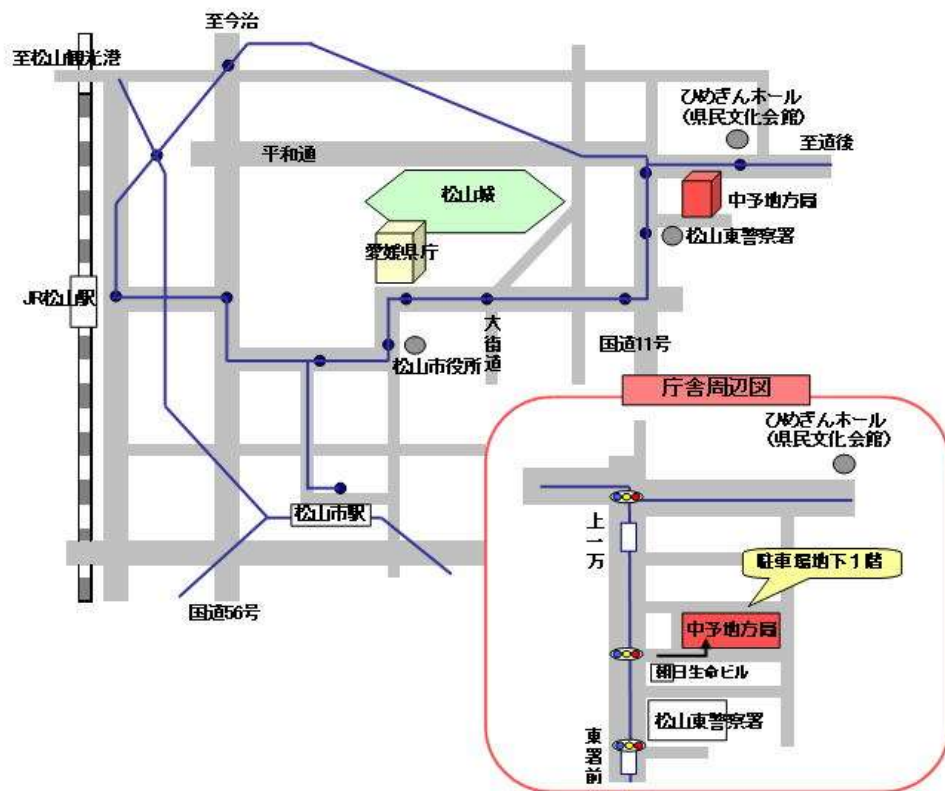 至今治
至松山観光港
ひめぎんホール
(県民文化会館)
至道後
平和通
松山城
中予地方局
愛媛県庁
松山東警察署
JR松山駅
大街道
国道11号
松山市役所
庁舎周辺図
ひめぎんホール
(県民文化会館)
松山市駅
上一万
駐車場地下1階
国道56号
中予地方局
朝日生命ビル
松山東警察署
東署前